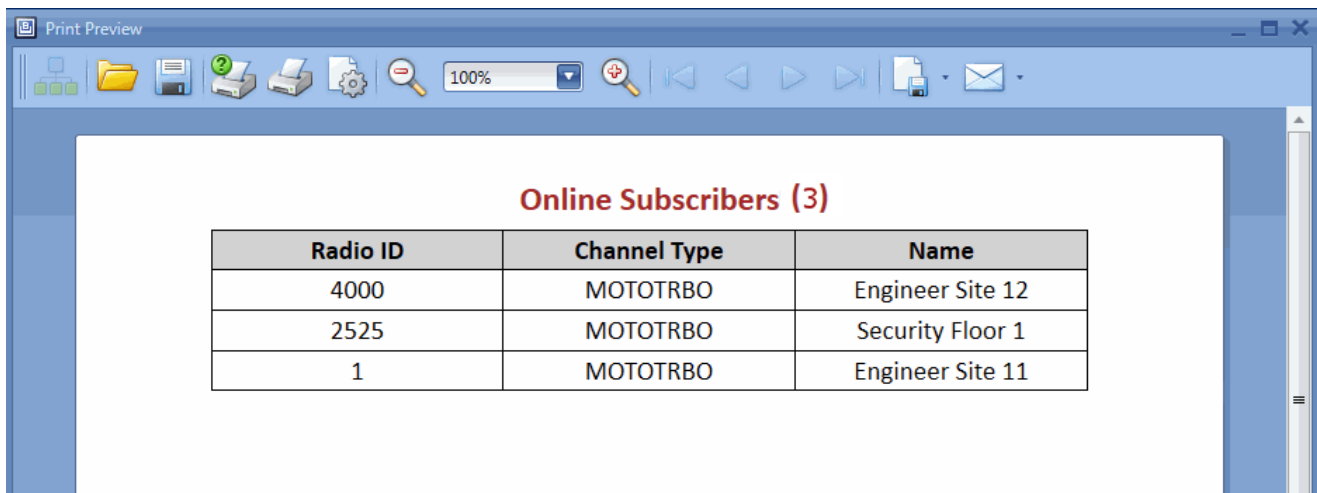 Print Preview
100%
Online Subscribers (3)
Radio ID Channel Type Name
4000 MOTOTRBO Engineer Site 12
2525 MOTOTRBO Security Floor 1
1 MOTOTRBO Engineer Site 11